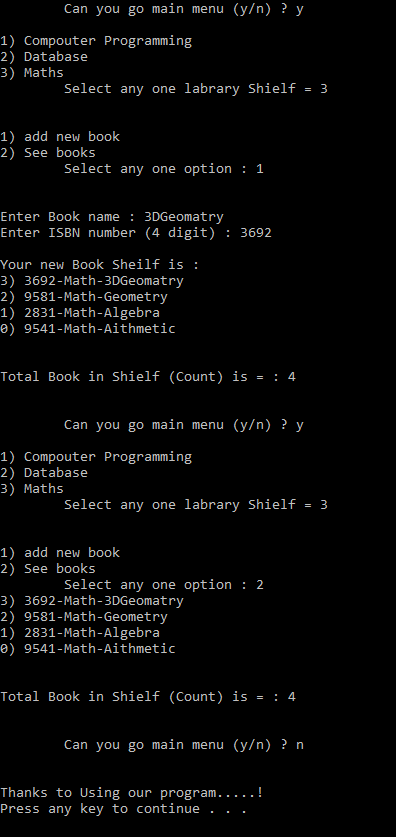 Can you go main menu (y/n) ? y
1) Compouter Programming
2) Database
3) Maths
Select any one labrary Shielf = 3
1) add new book
2) See books
Select any one option : 1
Enter Book name : 3DGeomatry
Enter ISBN number (4 digit) : 3692
Your new Book Sheilf is :
3) 3692-Math-3DGeomatry
2) 9581-Math-Geometry
1) 2831-Math-Algebra
0) 9541-Math-Aithmetic
Total Book in Shielf (Count) is = : 4
Can you go main menu (y/n) ? y
1) Compouter Programming
2) Database
3) Maths
Select any one labrary Shielf = 3
1) add new book
2) See books
Select any one option : 2
3) 3692-Math-3DGeomatry
2) 9581-Math-Geometry
1) 2831-Math-Algebra
0) 9541-Math-Aithmetic
Total Book in Shielf (Count) is = : 4
Can you go main menu (y/n) ? n
Thanks to Using our program.....!
Press any key to continue . . .